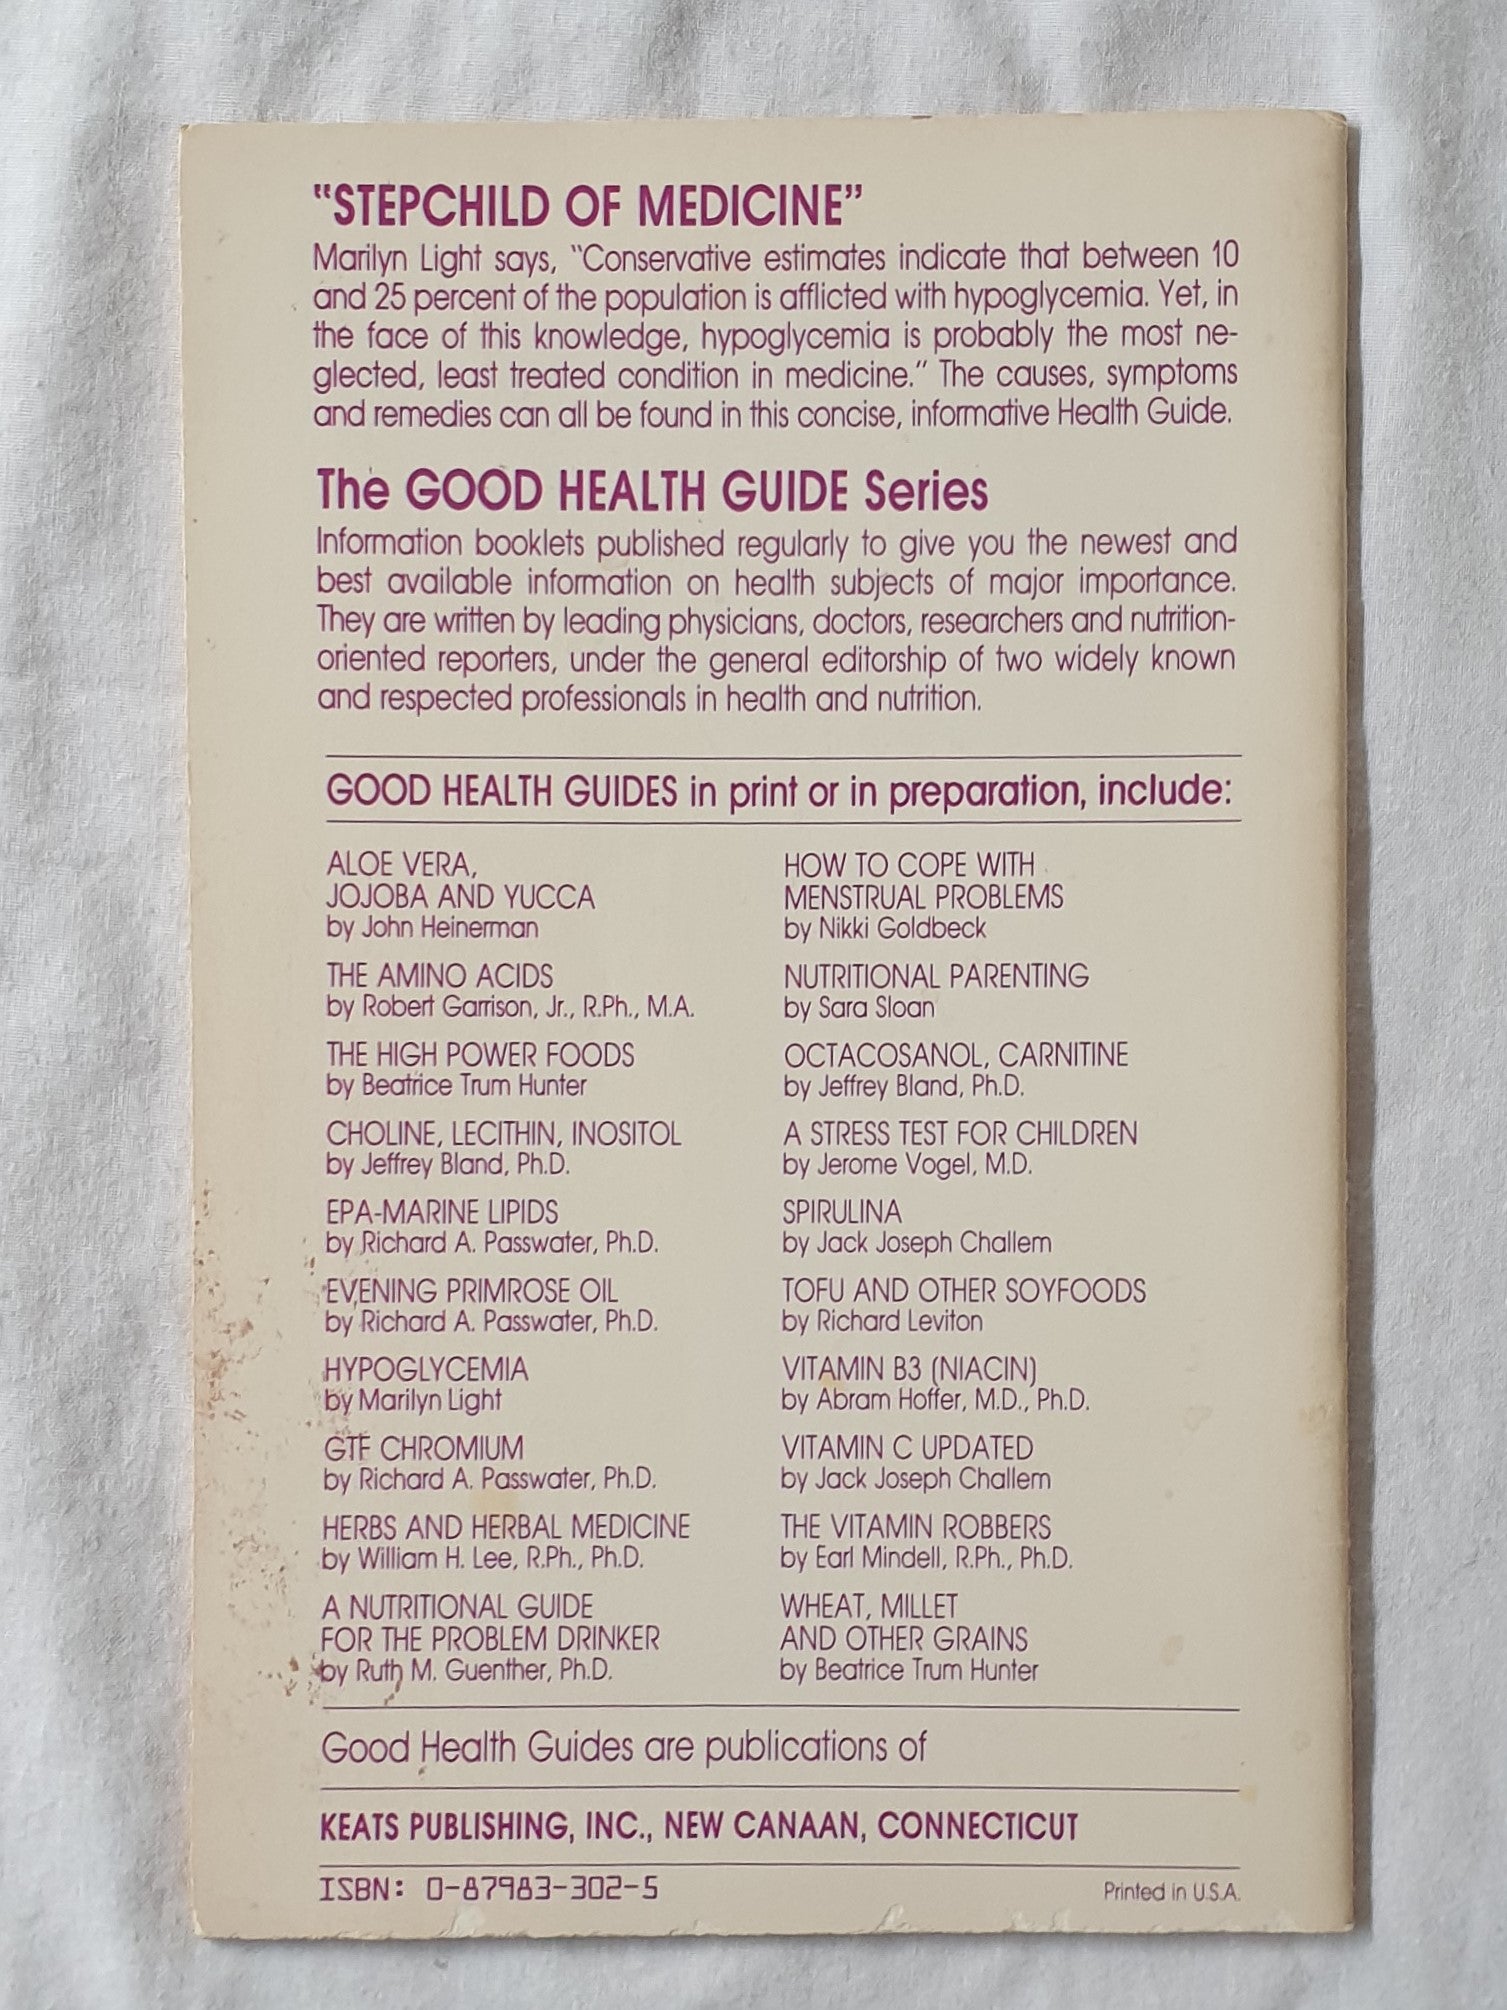 "STEPCHILD OF MEDICINE"
Marilyn Light says, "Conservative estimates indicate that between 10
and 25 percent of the population is afflicted with hypoglycemia. Yet, in
the face of this knowledge, hypoglycemia is probably the most ne-
glected, least treated condition in medicine." The causes, symptoms
and remedies can all be found in this concise, informative Health Guide.
The GOOD HEALTH GUIDE Series
Information booklets published regularly to give you the newest and
best available information on health subjects of major importance.
They are written by leading physicians, doctors, researchers and nutrition-
oriented reporters, under the general editorship of two widely known
and respected professionals in health and nutrition.
GOOD HEALTH GUIDES in print or in preparation, include:
ALOE VERA,
JOJOBA AND YUCCA
by John Heinerman
THE AMINO ACIDS
by Robert Garrison, Jr., R.Ph., M.A.
THE HIGH POWER FOODS
by Beatrice Trum Hunter
CHOLINE, LECITHIN, INOSITOL
by Jeffrey Bland, Ph.D.
EPA-MARINE LIPIDS
by Richard A. Passwater, Ph.D.
EVENING PRIMROSE OIL
by Richard A. Passwater, Ph.D.
HYPOGLYCEMIA
by Marilyn Light
GTF CHROMIUM
by Richard A. Passwater, Ph.D.
HERBS AND HERBAL MEDICINE
by William H. Lee, R.Ph., Ph.D.
A NUTRITIONAL GUIDE
FOR THE PROBLEM DRINKER
by Ruth M. Guenther, Ph.D.
HOW TO COPE WITH
MENSTRUAL PROBLEMS
by Nikki Goldbeck
NUTRITIONAL PARENTING
by Sara Sloan
OCTACOSANOL, CARNITINE
by Jeffrey Bland, Ph.D.
A STRESS TEST FOR CHILDREN
by Jerome Vogel, M.D.
SPIRULINA
by Jack Joseph Challem
TOFU AND OTHER SOYFOODS
by Richard Leviton
VITAMIN B3 (NIACIN)
by Abram Hoffer, M.D., Ph.D.
VITAMIN C UPDATED
by Jack Joseph Challem
THE VITAMIN ROBBERS
by Earl Mindell, R.Ph., Ph.D.
WHEAT, MILLET
AND OTHER GRAINS
by Beatrice Trum Hunter
Good Health Guides are publications of
KEATS PUBLISHING, INC., NEW CANAAN, CONNECTICUT
ISBN: 0-87983-302-5
Printed in U.S.A.